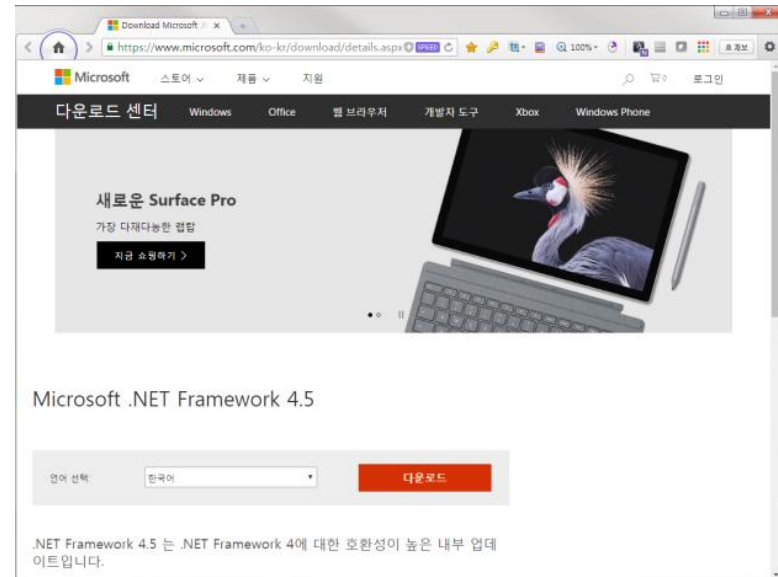 Download Microsoft
https://www.microsoft.com/ko-kr/download/details.aspx
SPEED
100%
Microsoft 스토어 제품 지원 0 로그인
다운로드 센터 Windows Office 웹 브라우저 개발자 도구 Xbox Windows Phone
새로운 Surface Pro
가장 다재다능한 랩탑
지금 쇼핑하기 >
Microsoft .NET Framework 4.5
언어 선택: 한국어 다운로드
.NET Framework 4.5 는 .NET Framework 4에 대한 호환성이 높은 내부 업데
이트입니다.